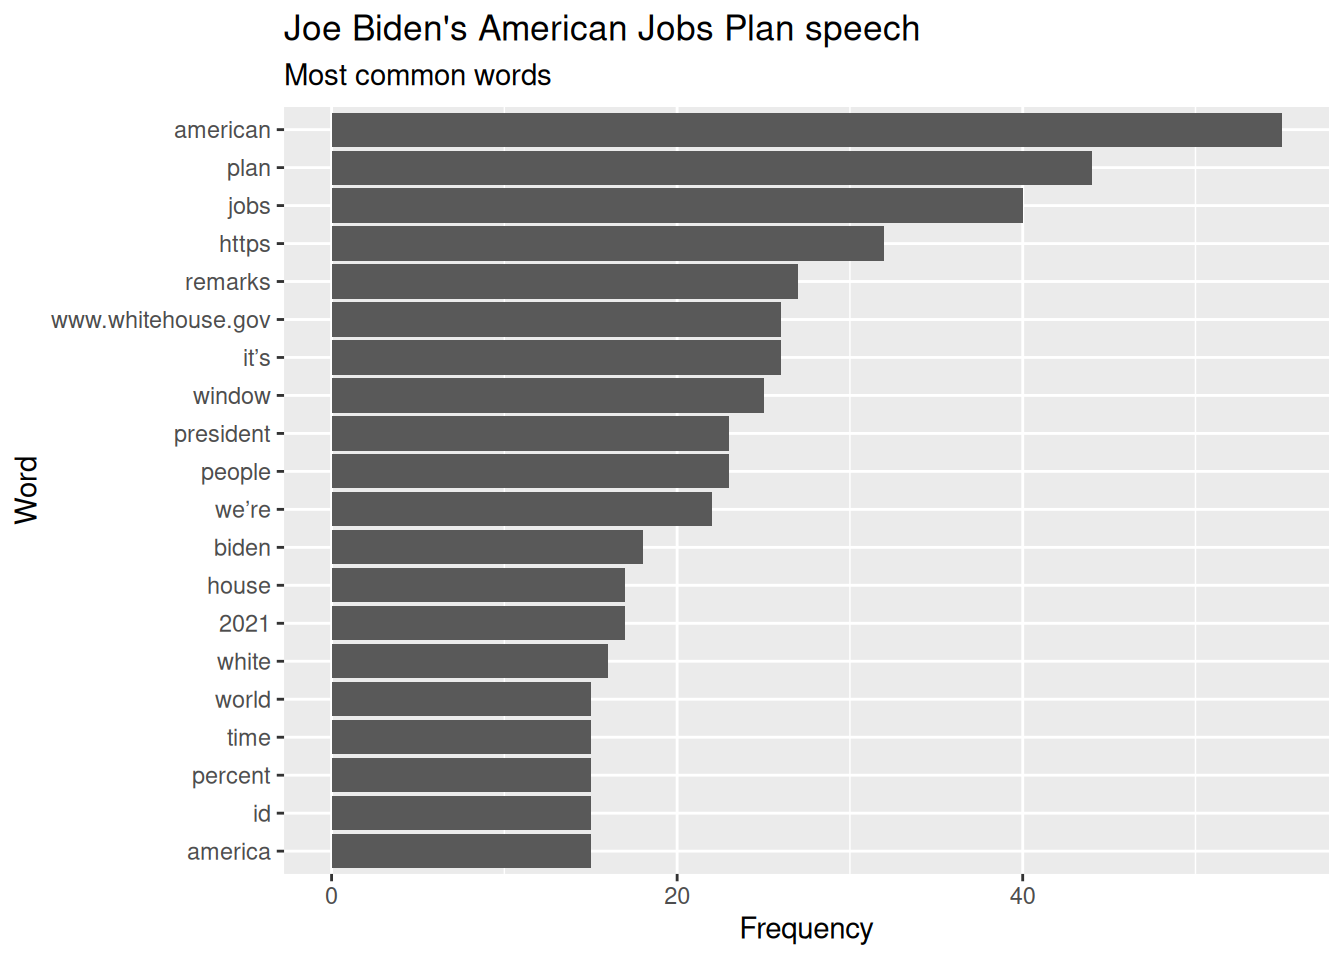 Joe Biden's American Jobs Plan speech
Most common words
american
plan
jobs
https
remarks
www.whitehouse.gov
it’s
window
president
people
we’re
biden
house
2021
white
world
time
percent
id
america
Word
0 20 40
Frequency